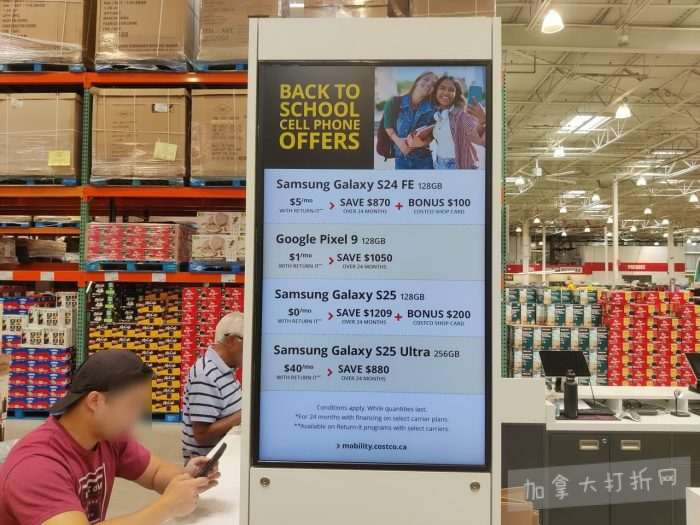 BACK TO
SCHOOL
CELL PHONE
OFFERS
Samsung Galaxy S24 FE 128GB
$5/mo > SAVE $870 + BONUS $100
WITH RETURN IT** OVER 24 MONTHS COSTCO SHOP CARD
Google Pixel 9 128GB
$1/mo > SAVE $1050
WITH RETURN IT** OVER 24 MONTHS
Samsung Galaxy S25 128GB
$0/mo > SAVE $1209 + BONUS $200
WITH RETURN IT** OVER 24 MONTHS COSTCO SHOP CARD
Samsung Galaxy S25 Ultra 256GB
$40/mo > SAVE $880
WITH RETURN IT** OVER 24 MONTHS
Conditions apply. While quantities last.
*For 24 months with financing on select carrier plans.
**Available on Return-It programs with select carriers.
> mobility.costco.ca
加拿大打折网